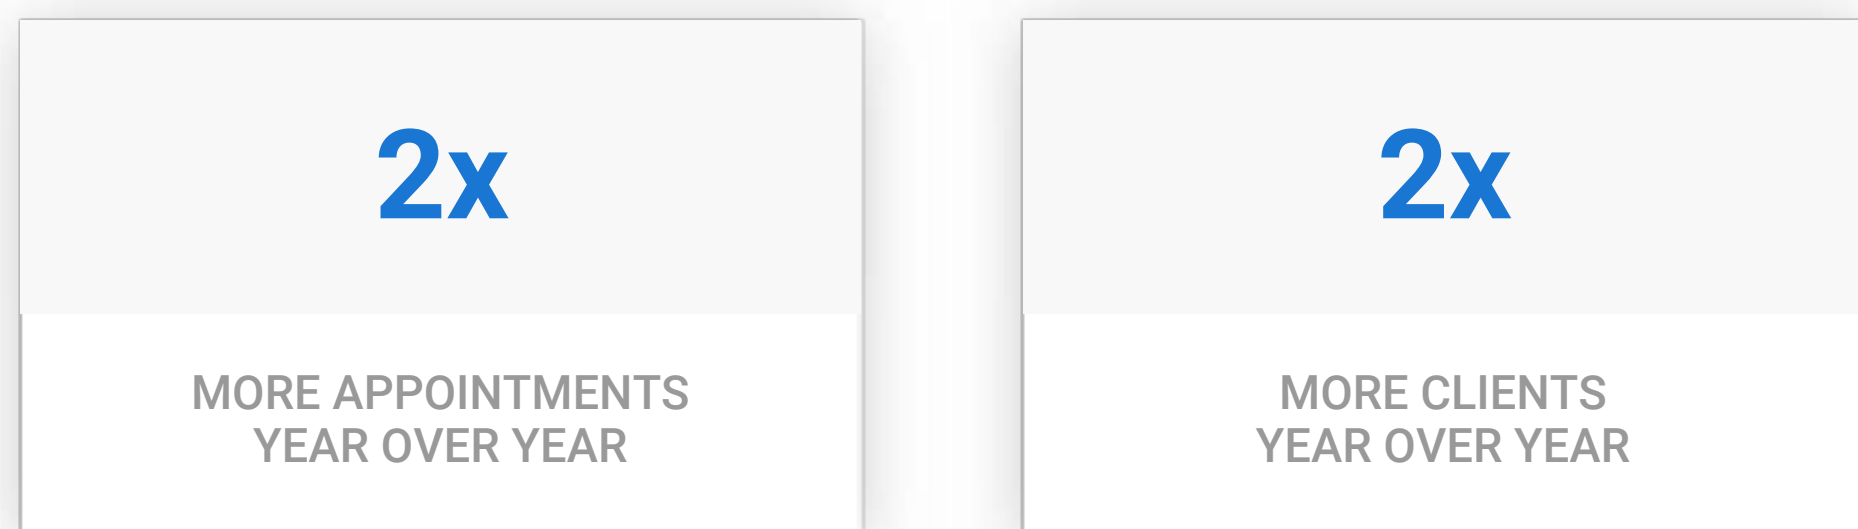 2x
MORE APPOINTMENTS
YEAR OVER YEAR
2x
MORE CLIENTS
YEAR OVER YEAR